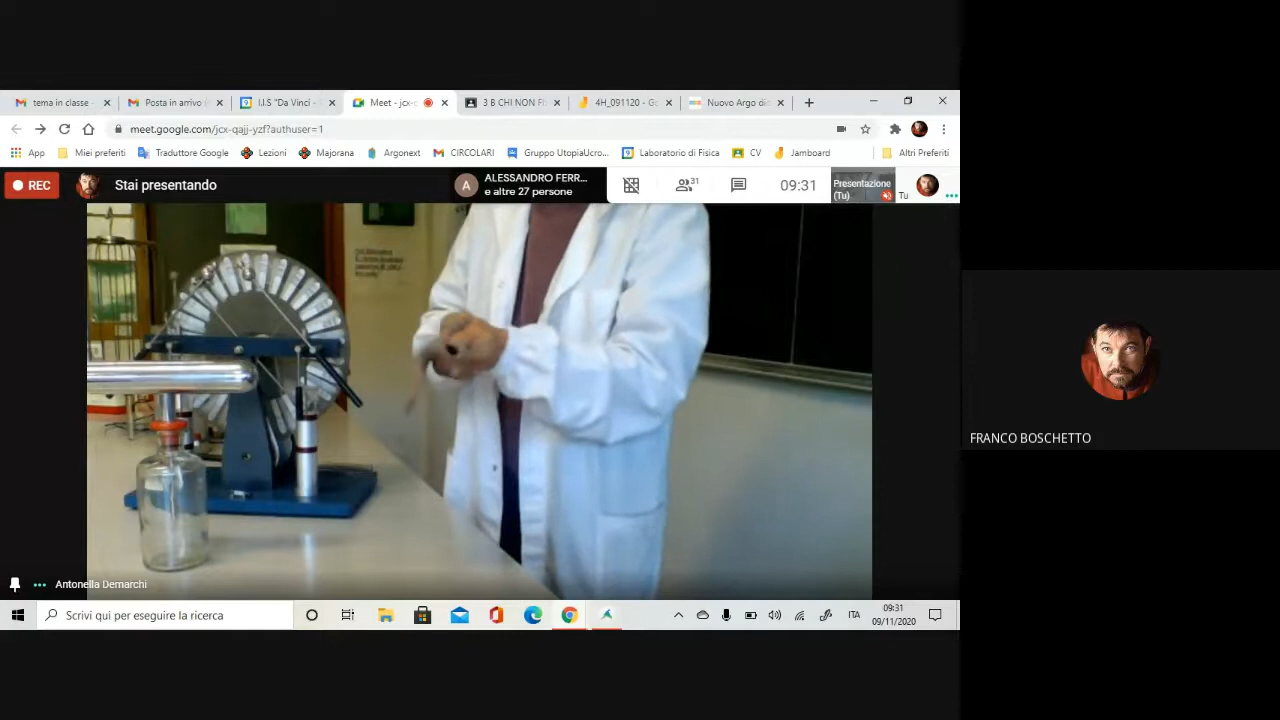 tema in classe -
Posta in arrivo
I.I.S "Da Vinci" -
Meet - jcx-q
3 B CHI NON F
4H_091120 - Go
Nuovo Argo di
meet.google.com/jcx-qajj-yzf?authuser=1
App
Miei preferiti
Traduttore Google
Lezioni
Majorana
Argonext
CIRCOLARI
Gruppo UtopiaUcro...
Laboratorio di Fisica
CV
Jamboard
Altri Preferiti
REC
Stai presentando
A
ALESSANDRO FERR...
e altre 27 persone
31
09:31
Presentazione
(Tu)
Tu
Antonella Demarchi
FRANCO BOSCHETTO
Scrivi qui per eseguire la ricerca
ITA
09:31
09/11/2020